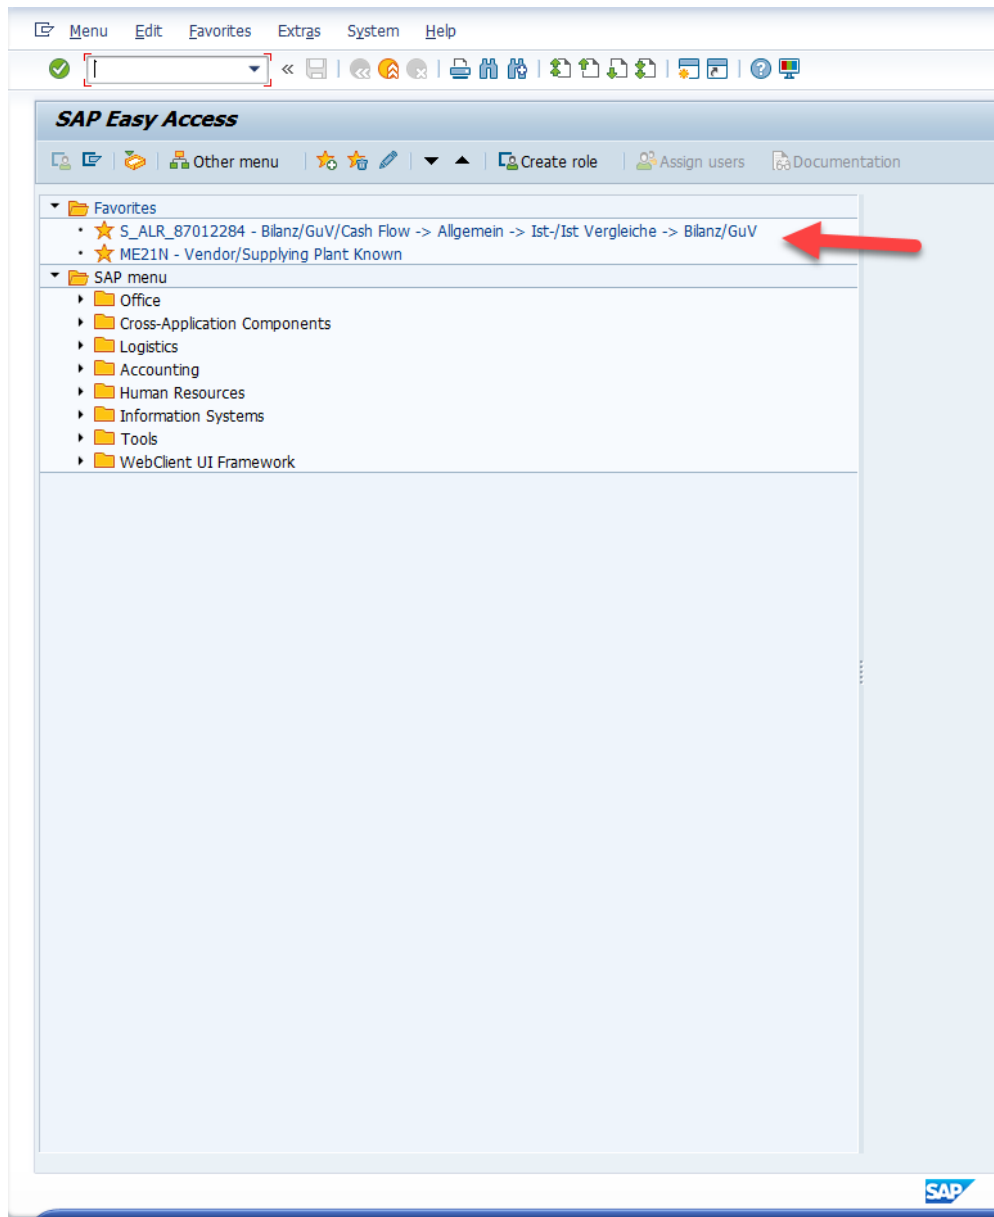 Menu Edit Favorites Extras System Help
SAP Easy Access
Other menu Create role Assign users Documentation
Favorites
S_ALR_87012284 - Bilanz/GuV/Cash Flow -> Allgemein -> Ist-/Ist Vergleiche -> Bilanz/GuV
ME21N - Vendor/Supplying Plant Known
SAP menu
Office
Cross-Application Components
Logistics
Accounting
Human Resources
Information Systems
Tools
WebClient UI Framework
SAP